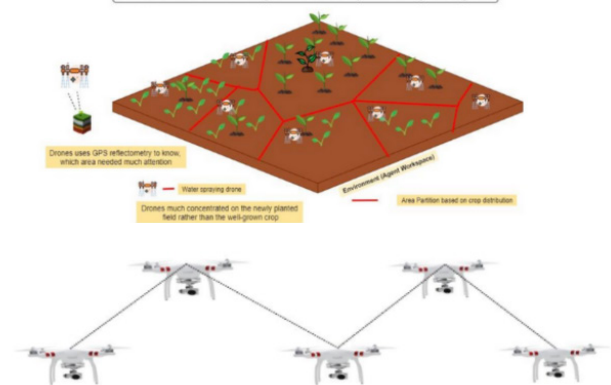 Drones uses GPS reflectometry to know,
which area needed much attention
Environment (Agent Workspace)
Water spraying drone
Area Partition based on crop distribution
Drones much concentrated on the newly planted
field rather than the well-grown crop